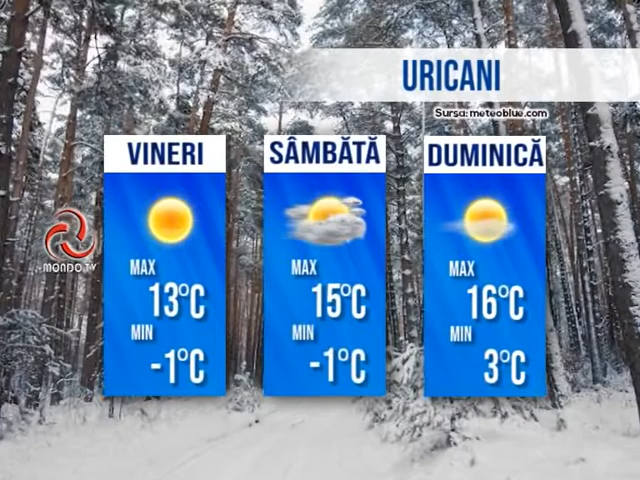 URICANI
Sursa: meteoblue.com
VINERI
MAX
13°C
MIN
-1°C
SÂMBĂTĂ
MAX
15°C
MIN
-1°C
DUMINICĂ
MAX
16°C
MIN
3°C
MONDO TV